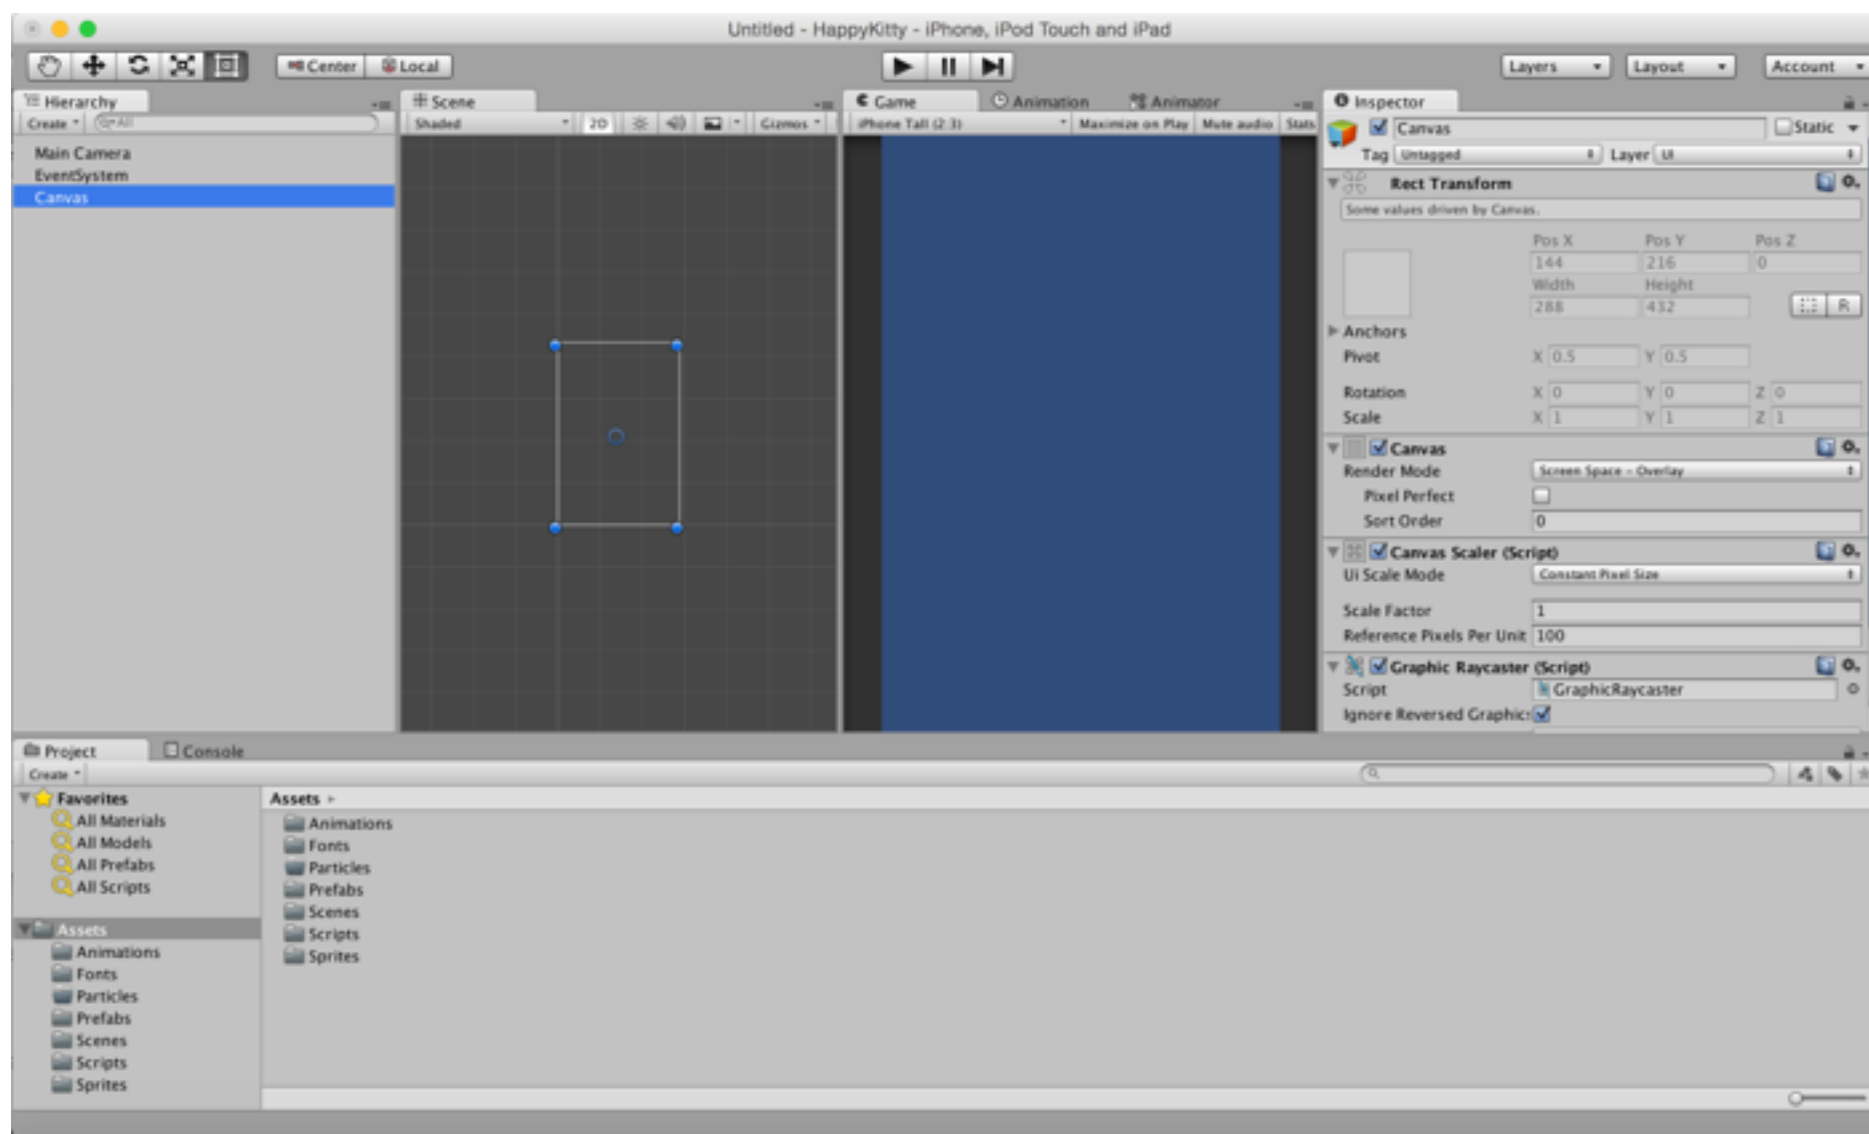 Untitled - HappyKitty - iPhone, iPod Touch and iPad
Center Local
Layers Layout Account
Hierarchy
Create All
Main Camera
EventSystem
Canvas
Scene
Shaded 2D Gizmos
Game Animation Animator
iPhone Tall (2:3) Maximize on Play Mute audio Stats
Inspector
Canvas Static
Tag Untagged Layer UI
Rect Transform
Some values driven by Canvas.
Pos X Pos Y Pos Z
144 216 0
Width Height
288 432
R
Anchors
Pivot X 0.5 Y 0.5
Rotation X 0 Y 0 Z 0
Scale X 1 Y 1 Z 1
Canvas
Render Mode Screen Space - Overlay
Pixel Perfect
Sort Order 0
Canvas Scaler (Script)
Ui Scale Mode Constant Pixel Size
Scale Factor 1
Reference Pixels Per Unit 100
Graphic Raycaster (Script)
Script GraphicRaycaster
Ignore Reversed Graphics
Project Console
Create
Favorites
All Materials
All Models
All Prefabs
All Scripts
Assets
Animations
Fonts
Particles
Prefabs
Scenes
Scripts
Sprites
Assets
Animations
Fonts
Particles
Prefabs
Scenes
Scripts
Sprites